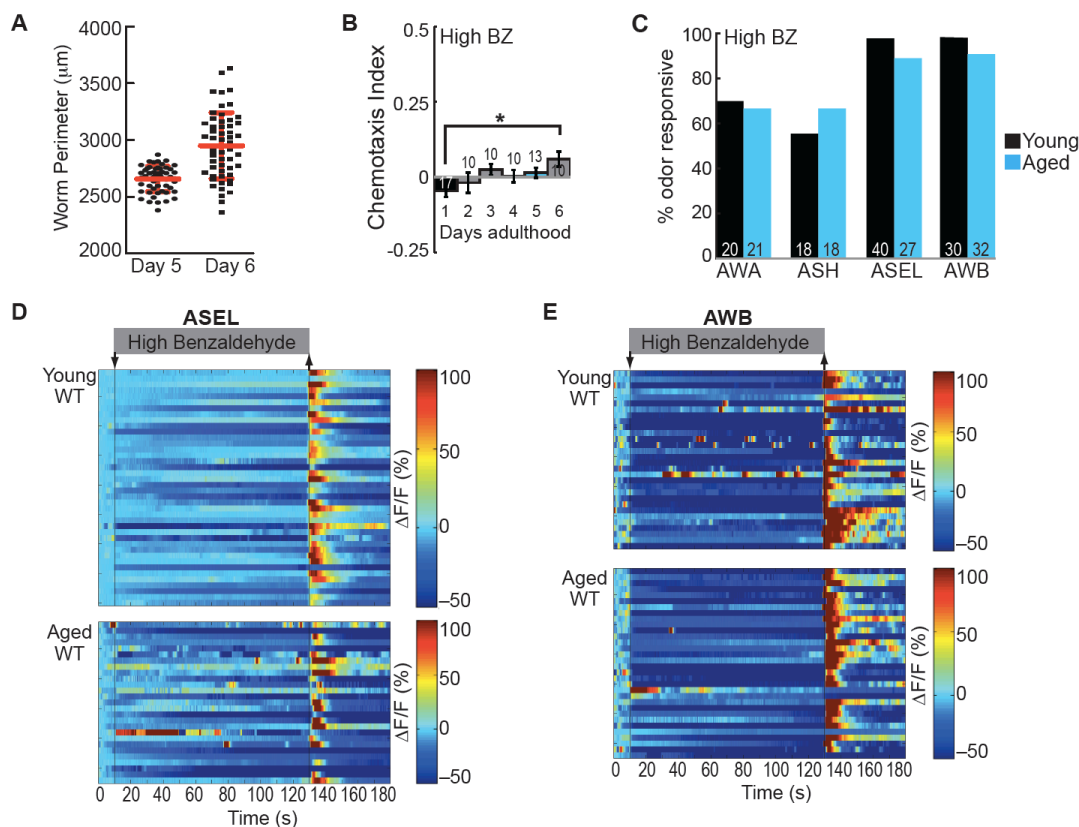 A
Worm Perimeter (μm)
4000
3500
3000
2500
2000
Day 5
Day 6
B
High BZ
Chemotaxis Index
0.5
0.25
0
-0.25
*
17
10
10
10
13
10
1
2
3
4
5
6
Days adulthood
C
High BZ
% odor responsive
100
80
60
40
20
0
20
21
18
18
40
27
30
32
AWA
ASH
ASEL
AWB
Young
Aged
D
ASEL
High Benzaldehyde
Young
WT
100
50
0
–50
ΔF/F (%)
Aged
WT
100
50
0
–50
ΔF/F (%)
0 20 40 60 80 100 120 140 160 180
Time (s)
E
AWB
High Benzaldehyde
Young
WT
100
50
0
–50
ΔF/F (%)
Aged
WT
100
50
0
–50
ΔF/F (%)
0 20 40 60 80 100 120 140 160 180
Time (s)